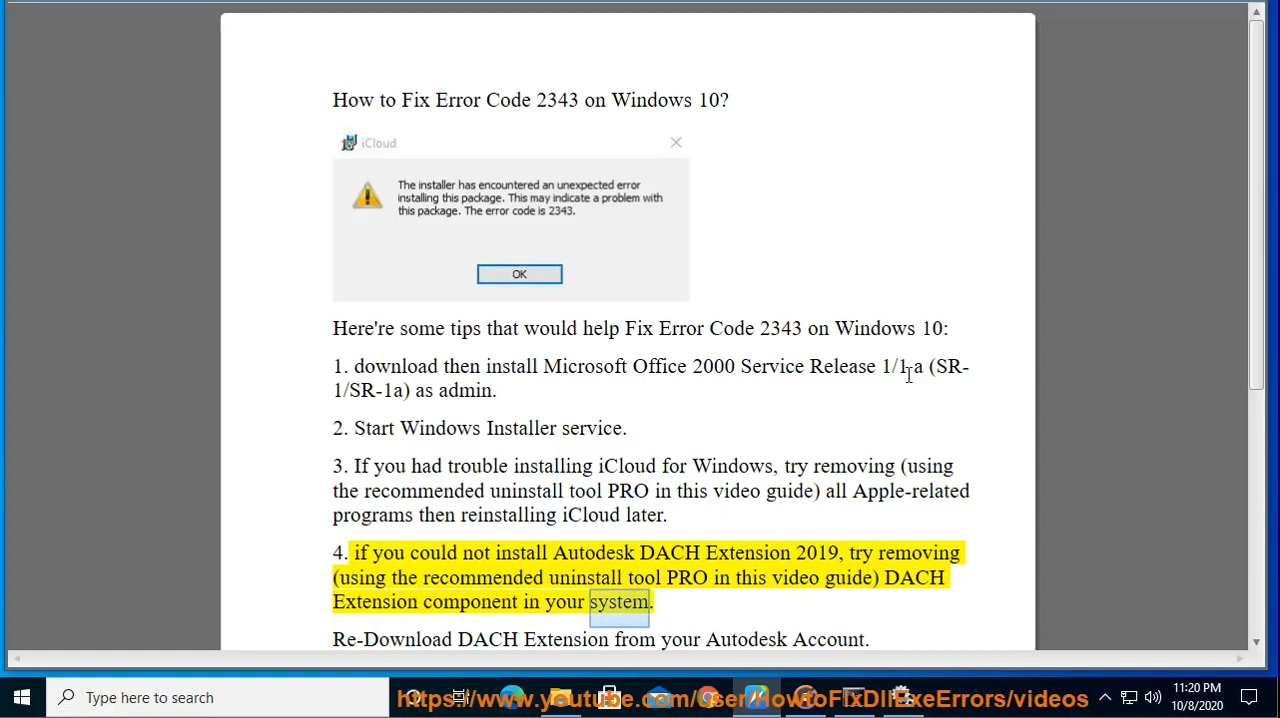 How to Fix Error Code 2343 on Windows 10?
iCloud
The installer has encountered an unexpected error
installing this package. This may indicate a problem with
this package. The error code is 2343.
OK
Here're some tips that would help Fix Error Code 2343 on Windows 10:
1. download then install Microsoft Office 2000 Service Release 1/1-a (SR-
1/SR-1a) as admin.
2. Start Windows Installer service.
3. If you had trouble installing iCloud for Windows, try removing (using
the recommended uninstall tool PRO in this video guide) all Apple-related
programs then reinstalling iCloud later.
4. if you could not install Autodesk DACH Extension 2019, try removing
(using the recommended uninstall tool PRO in this video guide) DACH
Extension component in your system.
Re-Download DACH Extension from your Autodesk Account.
Type here to search
https://www.youtube.com/user/HowtoFixDllExeErrors/videos
11:20 PM
10/8/2020